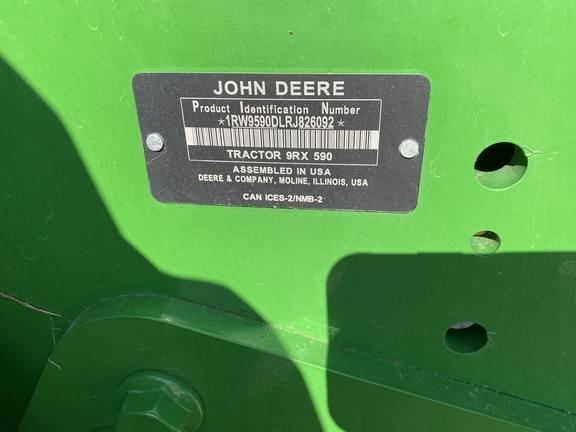 JOHN DEERE
Product Identification Number
*1RW9590DLRJ826092*
TRACTOR 9RX 590
ASSEMBLED IN USA
DEERE & COMPANY, MOLINE, ILLINOIS, USA
CAN ICES-2/NMB-2